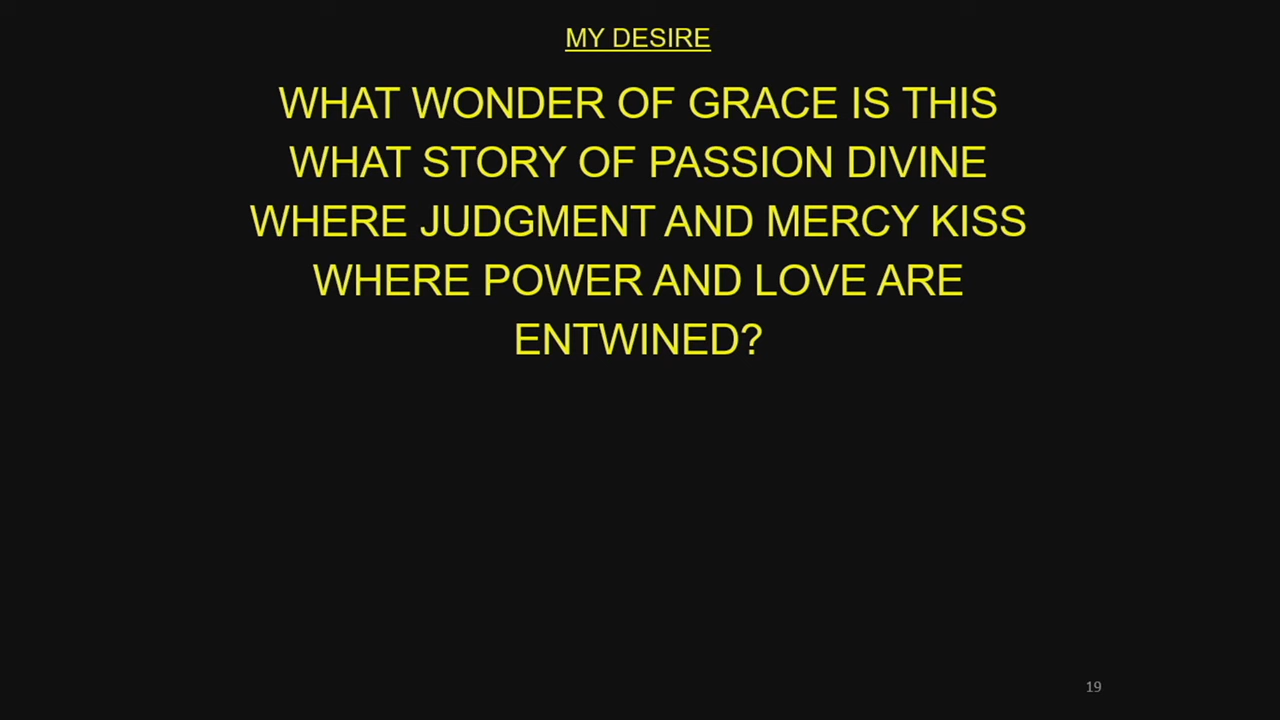 MY DESIRE
WHAT WONDER OF GRACE IS THIS
WHAT STORY OF PASSION DIVINE
WHERE JUDGMENT AND MERCY KISS
WHERE POWER AND LOVE ARE
ENTWINED?
19